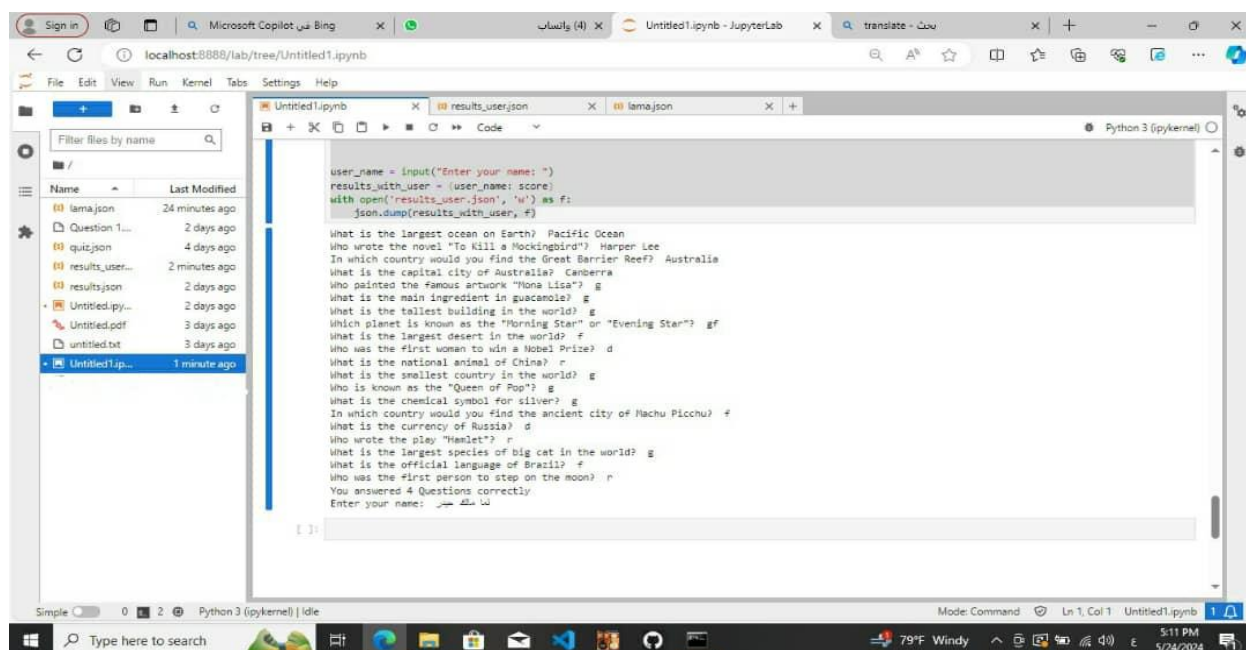 Sign in
Microsoft Copilot في Bing
(4) واتساب
Untitled1.ipynb - JupyterLab
translate - بحث
localhost:8888/lab/tree/Untitled1.ipynb
File Edit View Run Kernel Tabs Settings Help
Untitled1.ipynb
results_user.json
lama.json
Filter files by name
Code
Python 3 (ipykernel)
/
Name Last Modified
lama.json 24 minutes ago
Question 1.... 2 days ago
quiz.json 4 days ago
results_user... 2 minutes ago
results.json 2 days ago
Untitled.ipy... 2 days ago
Untitled.pdf 3 days ago
untitled.txt 3 days ago
Untitled1.ip... 1 minute ago
user_name = input("Enter your name: ")
results_with_user = {user_name: score}
with open('results_user.json', 'w') as f:
json.dump(results_with_user, f)
What is the largest ocean on Earth? Pacific Ocean
Who wrote the novel "To Kill a Mockingbird"? Harper Lee
In which country would you find the Great Barrier Reef? Australia
What is the capital city of Australia? Canberra
Who painted the famous artwork "Mona Lisa"? g
What is the main ingredient in guacamole? g
What is the tallest building in the world? g
Which planet is known as the "Morning Star" or "Evening Star"? gf
What is the largest desert in the world? f
Who was the first woman to win a Nobel Prize? d
What is the national animal of China? r
What is the smallest country in the world? g
Who is known as the "Queen of Pop"? g
What is the chemical symbol for silver? g
In which country would you find the ancient city of Machu Picchu? f
What is the currency of Russia? d
Who wrote the play "Hamlet"? r
What is the largest species of big cat in the world? g
What is the official language of Brazil? f
Who was the first person to step on the moon? r
You answered 4 Questions correctly
Enter your name: لما مالك
[ ]:
Simple 0 2 Python 3 (ipykernel) | Idle
Mode: Command Ln 1, Col 1 Untitled1.ipynb 1
Type here to search
79°F Windy
ع
5:11 PM
5/24/2024